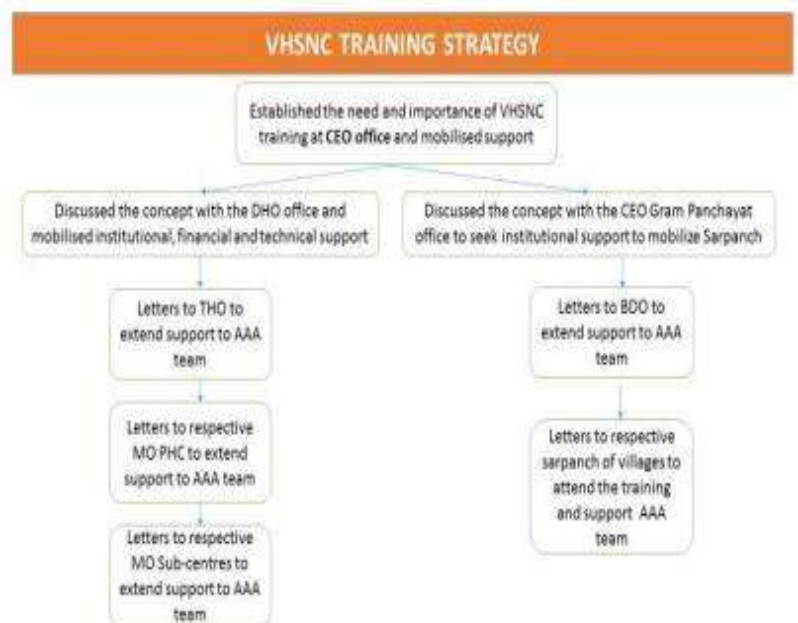 VHSNC TRAINING STRATEGY
Established the need and importance of VHSNC
training at CEO office and mobilised support
Discussed the concept with the DHO office and
mobilised institutional, financial and technical support
Letters to THO to
extend support to AAA
team
Letters to respective
MO PHC to extend
support to AAA team
Letters to respective
MO Sub-centres to
extend support to AAA
team
Discussed the concept with the CEO Gram Panchayat
office to seek institutional support to mobilize Sarpanch
Letters to BDO to
extend support to AAA
team
Letters to respective
sarpanch of villages to
attend the training
and support AAA
team